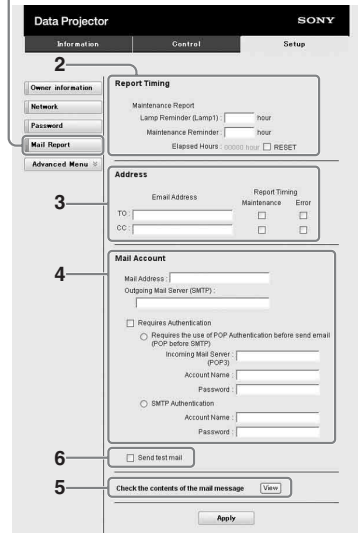 Data Projector SONY
Information Control Setup
2
Owner information
Network
Password
Mail Report
Advanced Menu
Report Timing
Maintenance Report
Lamp Reminder (Lamp1) : hour
Maintenance Reminder : hour
Elapsed Hours : 00000 hour RESET
3
Address
Email Address Report Timing
Maintenance Error
TO :
CC :
4
Mail Account
Mail Address :
Outgoing Mail Server (SMTP) :
Requires Authentication
Requires the use of POP Authentication before send email
(POP before SMTP)
Incoming Mail Server :
(POP3)
Account Name :
Password :
SMTP Authentication
Account Name :
Password :
6
Send test mail
5
Check the contents of the mail message View
Apply